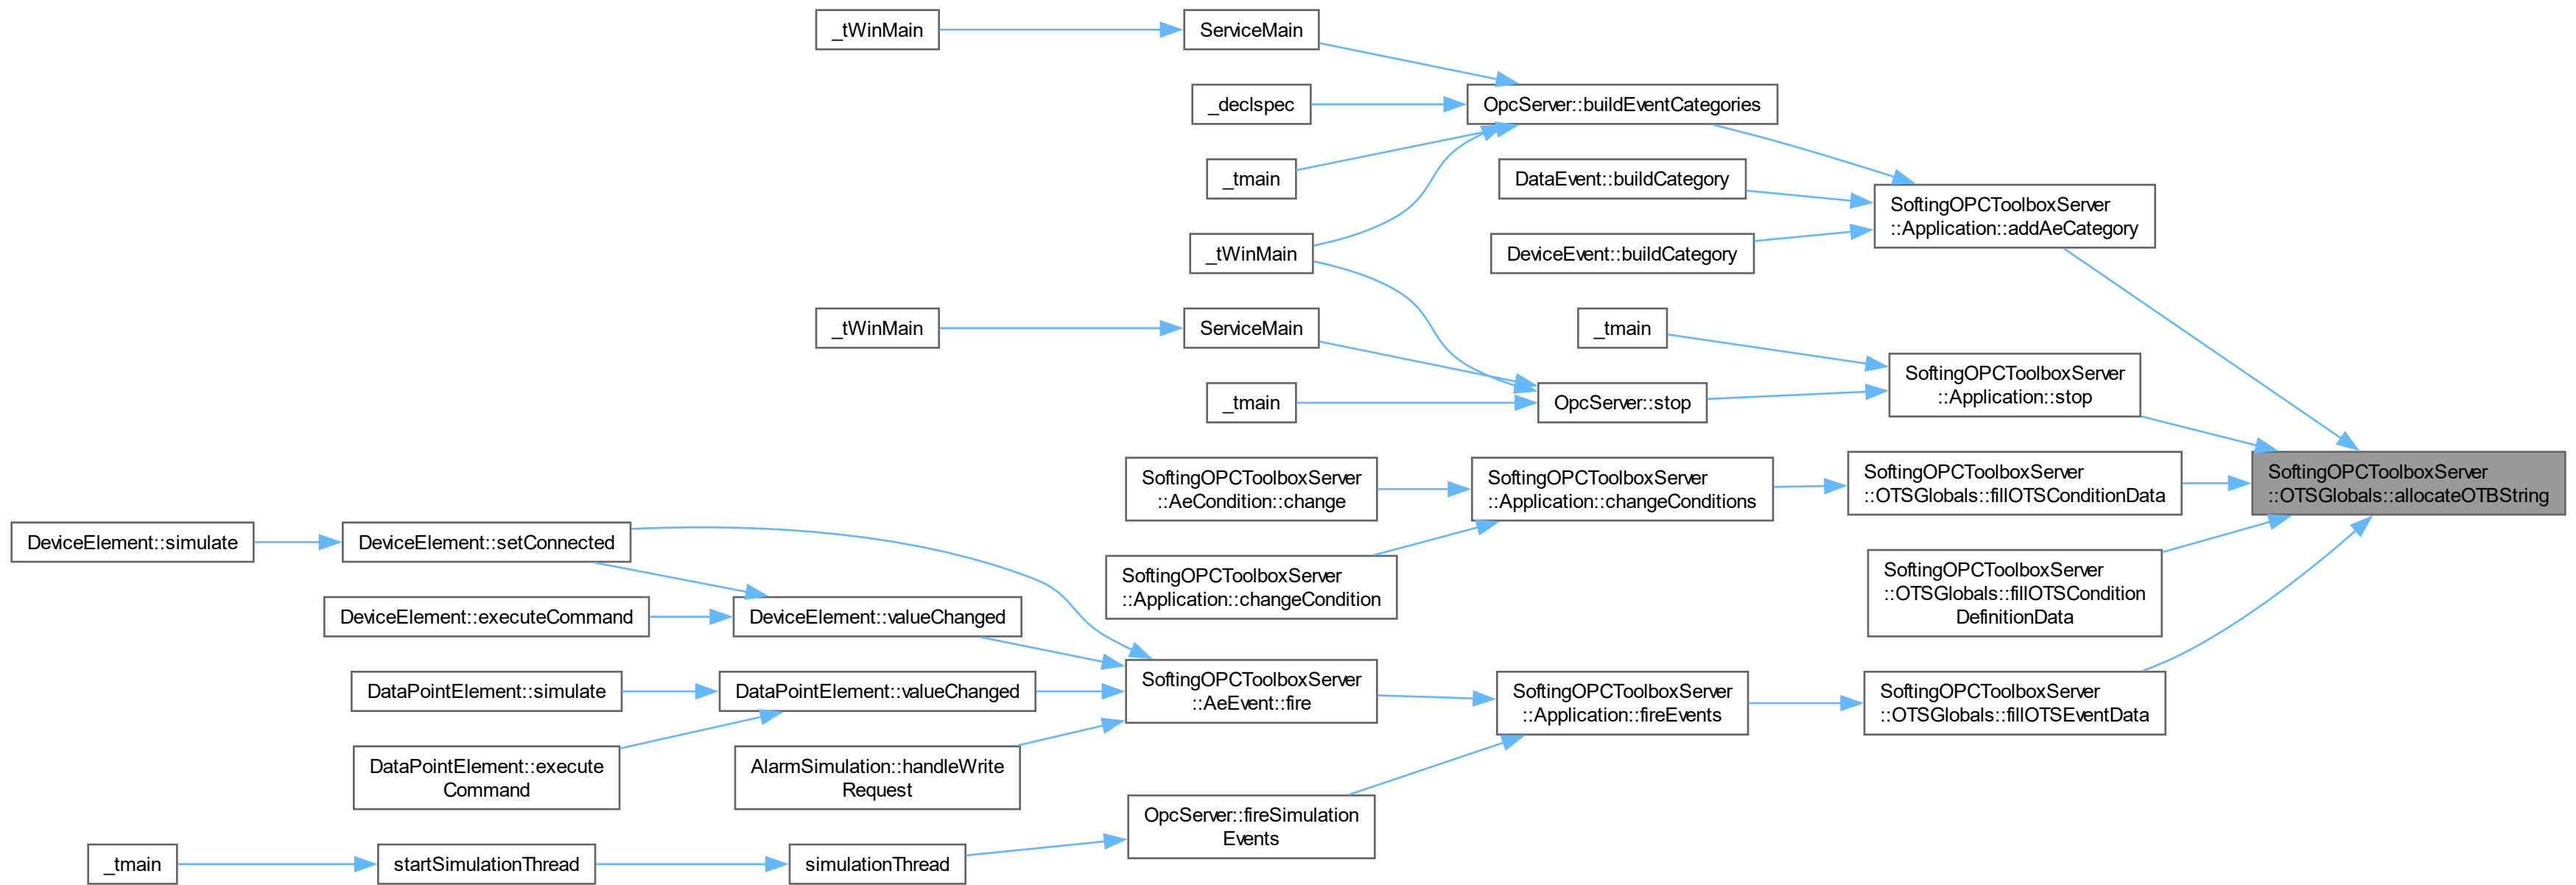 _tWinMain
ServiceMain
_declspec
OpcServer::buildEventCategories
_tmain
DataEvent::buildCategory
SoftingOPCToolboxServer
::Application::addAeCategory
_tWinMain
DeviceEvent::buildCategory
_tWinMain
ServiceMain
_tmain
_tmain
OpcServer::stop
SoftingOPCToolboxServer
::Application::stop
SoftingOPCToolboxServer
::AeCondition::change
SoftingOPCToolboxServer
::Application::changeConditions
SoftingOPCToolboxServer
::OTSGlobals::fillOTSConditionData
SoftingOPCToolboxServer
::OTSGlobals::allocateOTBString
DeviceElement::simulate
DeviceElement::setConnected
SoftingOPCToolboxServer
::Application::changeCondition
SoftingOPCToolboxServer
::OTSGlobals::fillOTSCondition
DefinitionData
DeviceElement::executeCommand
DeviceElement::valueChanged
DataPointElement::simulate
DataPointElement::valueChanged
SoftingOPCToolboxServer
::AeEvent::fire
SoftingOPCToolboxServer
::Application::fireEvents
SoftingOPCToolboxServer
::OTSGlobals::fillOTSEventData
DataPointElement::execute
Command
AlarmSimulation::handleWrite
Request
OpcServer::fireSimulation
Events
_tmain
startSimulationThread
simulationThread